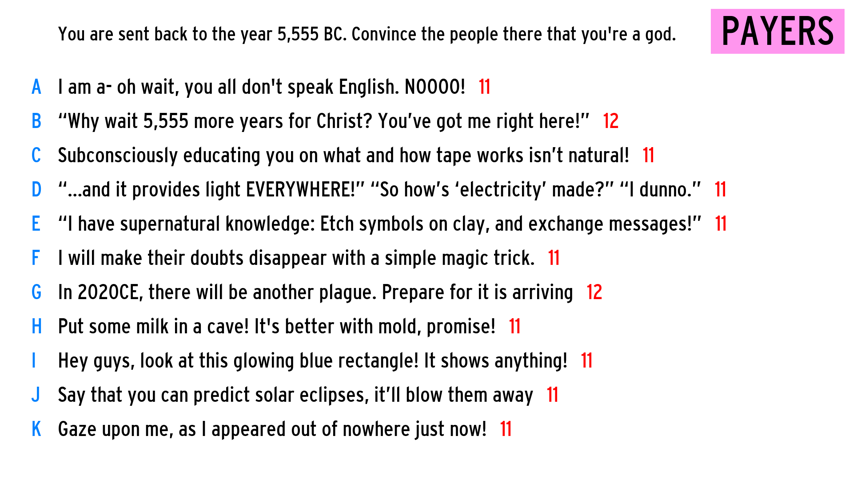 You are sent back to the year 5,555 BC. Convince the people there that you're a god.
PAYERS
A I am a- oh wait, you all don't speak English. NOOOO! 11
B “Why wait 5,555 more years for Christ? You’ve got me right here!” 12
C Subconsciously educating you on what and how tape works isn’t natural! 11
D “...and it provides light EVERYWHERE!” “So how’s ‘electricity’ made?” “I dunno.” 11
E “I have supernatural knowledge: Etch symbols on clay, and exchange messages!” 11
F I will make their doubts disappear with a simple magic trick. 11
G In 2020CE, there will be another plague. Prepare for it is arriving 12
H Put some milk in a cave! It's better with mold, promise! 11
I Hey guys, look at this glowing blue rectangle! It shows anything! 11
J Say that you can predict solar eclipses, it’ll blow them away 11
K Gaze upon me, as I appeared out of nowhere just now! 11